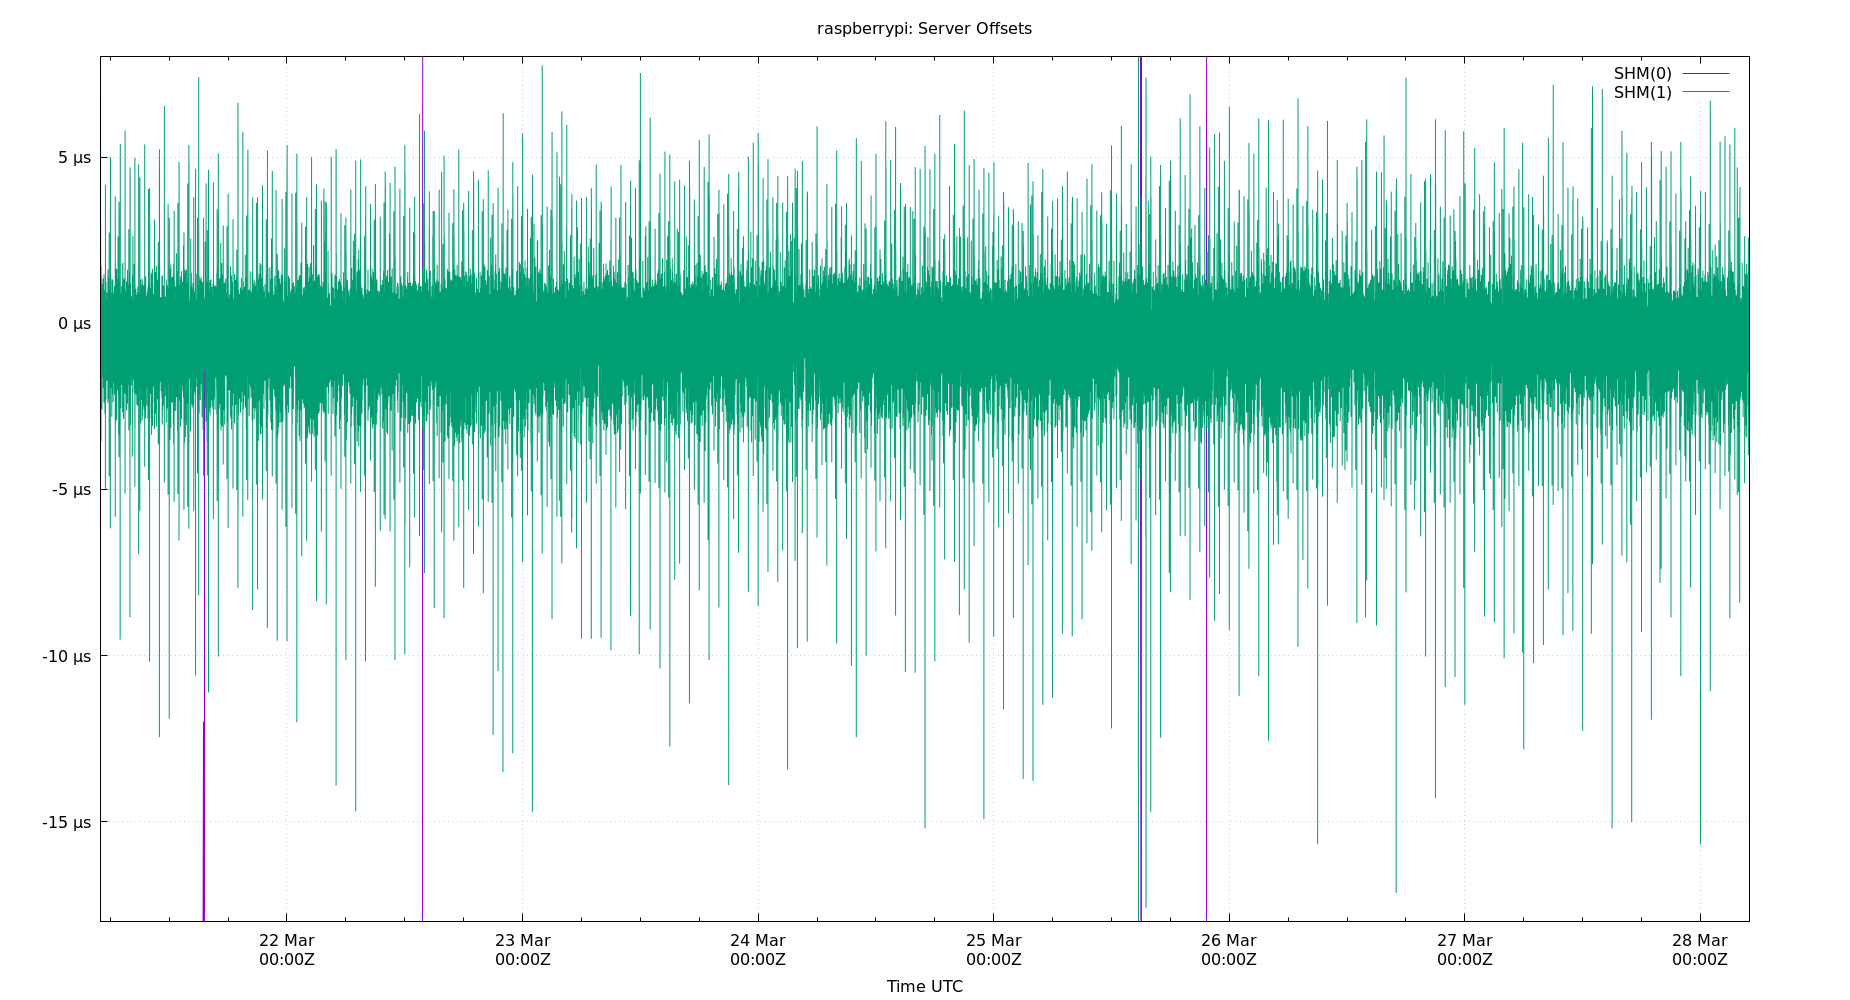 raspberrypi: Server Offsets
SHM(0)
SHM(1)
5 µs
0 µs
-5 µs
-10 µs
-15 µs
22 Mar
00:00Z
23 Mar
00:00Z
24 Mar
00:00Z
25 Mar
00:00Z
26 Mar
00:00Z
27 Mar
00:00Z
28 Mar
00:00Z
Time UTC